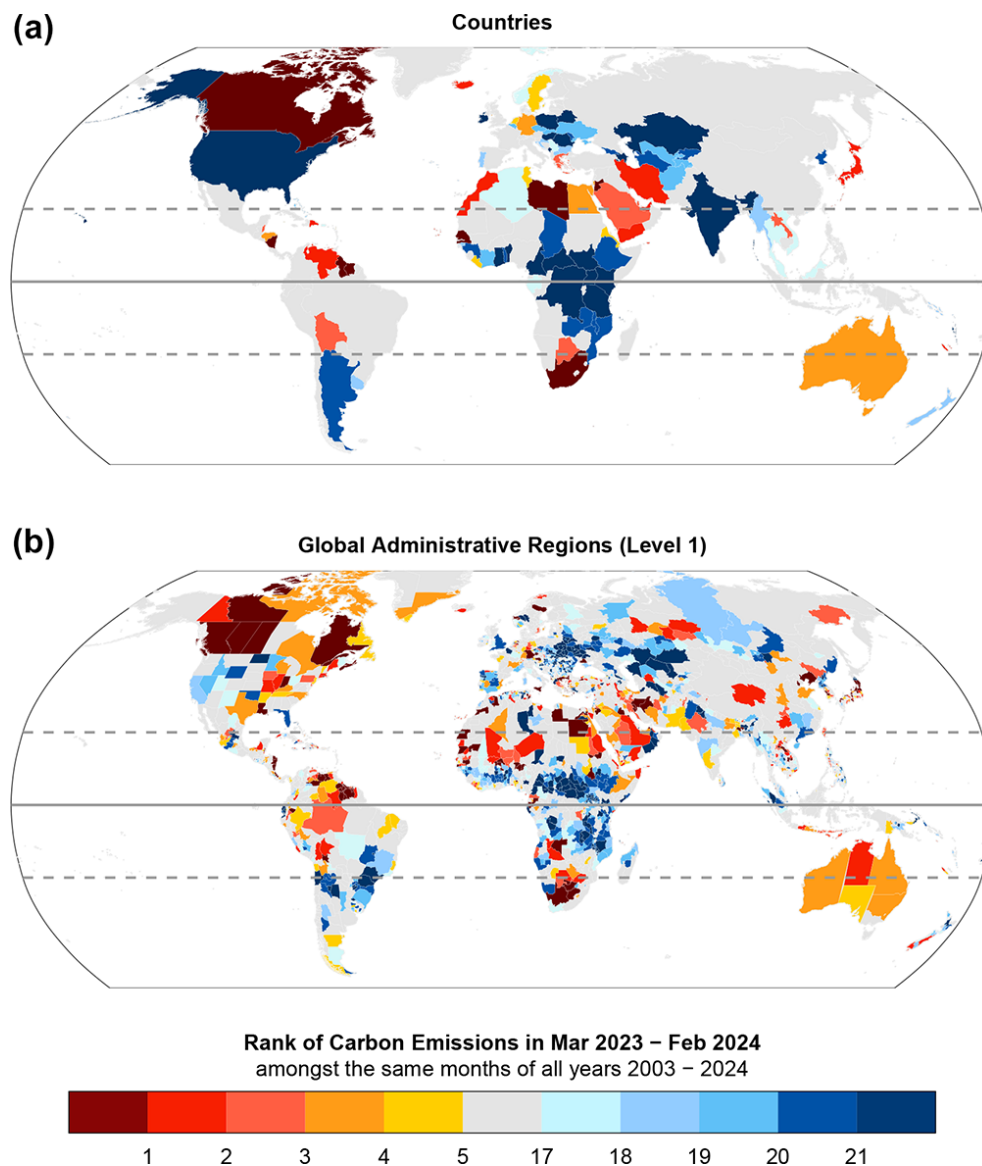 (a)
Countries
(b)
Global Administrative Regions (Level 1)
Rank of Carbon Emissions in Mar 2023 − Feb 2024
amongst the same months of all years 2003 − 2024
1 2 3 4 5 17 18 19 20 21